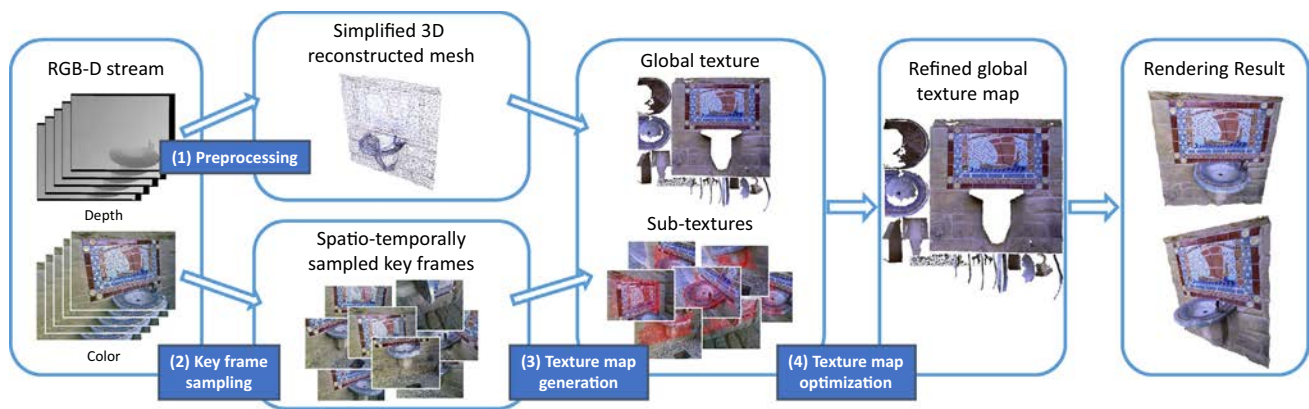 RGB-D stream
Depth
Color
(1) Preprocessing
(2) Key frame
sampling
Simplified 3D
reconstructed mesh
Spatio-temporally
sampled key frames
(3) Texture map
generation
Global texture
Sub-textures
(4) Texture map
optimization
Refined global
texture map
Rendering Result